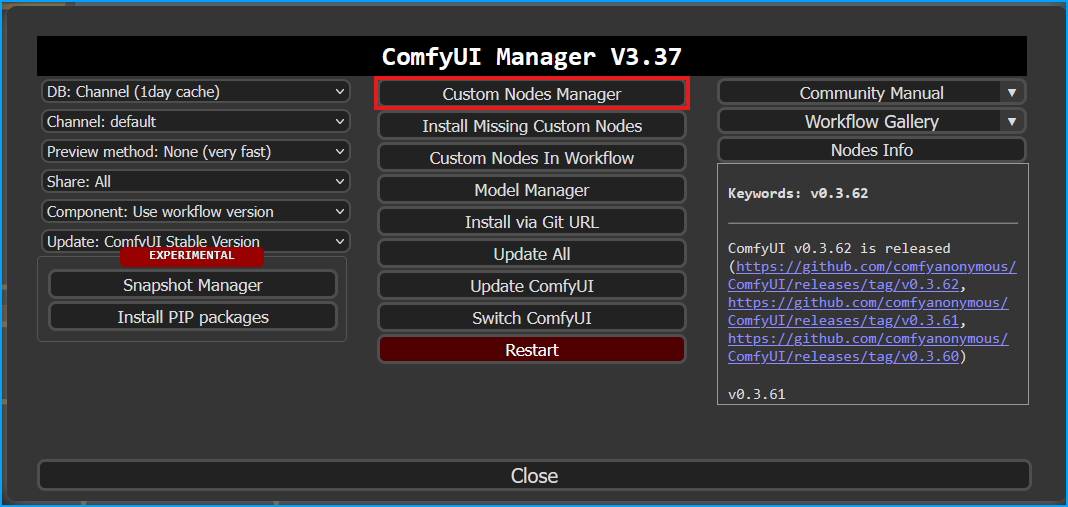 ComfyUI Manager V3.37
DB: Channel (1day cache)
Channel: default
Preview method: None (very fast)
Share: All
Component: Use workflow version
Update: ComfyUI Stable Version
EXPERIMENTAL
Snapshot Manager
Install PIP packages
Custom Nodes Manager
Install Missing Custom Nodes
Custom Nodes In Workflow
Model Manager
Install via Git URL
Update All
Update ComfyUI
Switch ComfyUI
Restart
Community Manual
Workflow Gallery
Nodes Info
Keywords: v0.3.62
ComfyUI v0.3.62 is released
(https://github.com/comfyanonymous/
ComfyUI/releases/tag/v0.3.62,
https://github.com/comfyanonymous/
ComfyUI/releases/tag/v0.3.61,
https://github.com/comfyanonymous/
ComfyUI/releases/tag/v0.3.60)
v0.3.61
Close